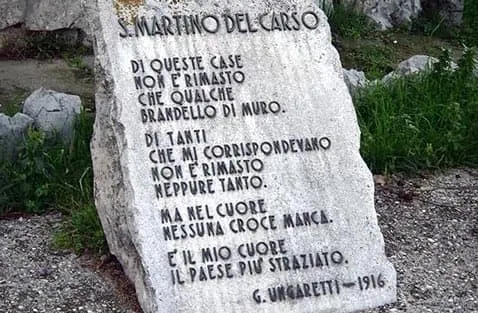 S. MARTINO DEL CARSO
DI QUESTE CASE
NON E' RIMASTO
CHE QUALCHE
BRANDELLO DI MURO.
DI TANTI
CHE MI CORRISPONDEVANO
NON E' RIMASTO
NEPPURE TANTO.
MA NEL CUORE
NESSUNA CROCE MANCA.
E' IL MIO CUORE
IL PAESE PIU' STRAZIATO.
G. UNGARETTI — 1916